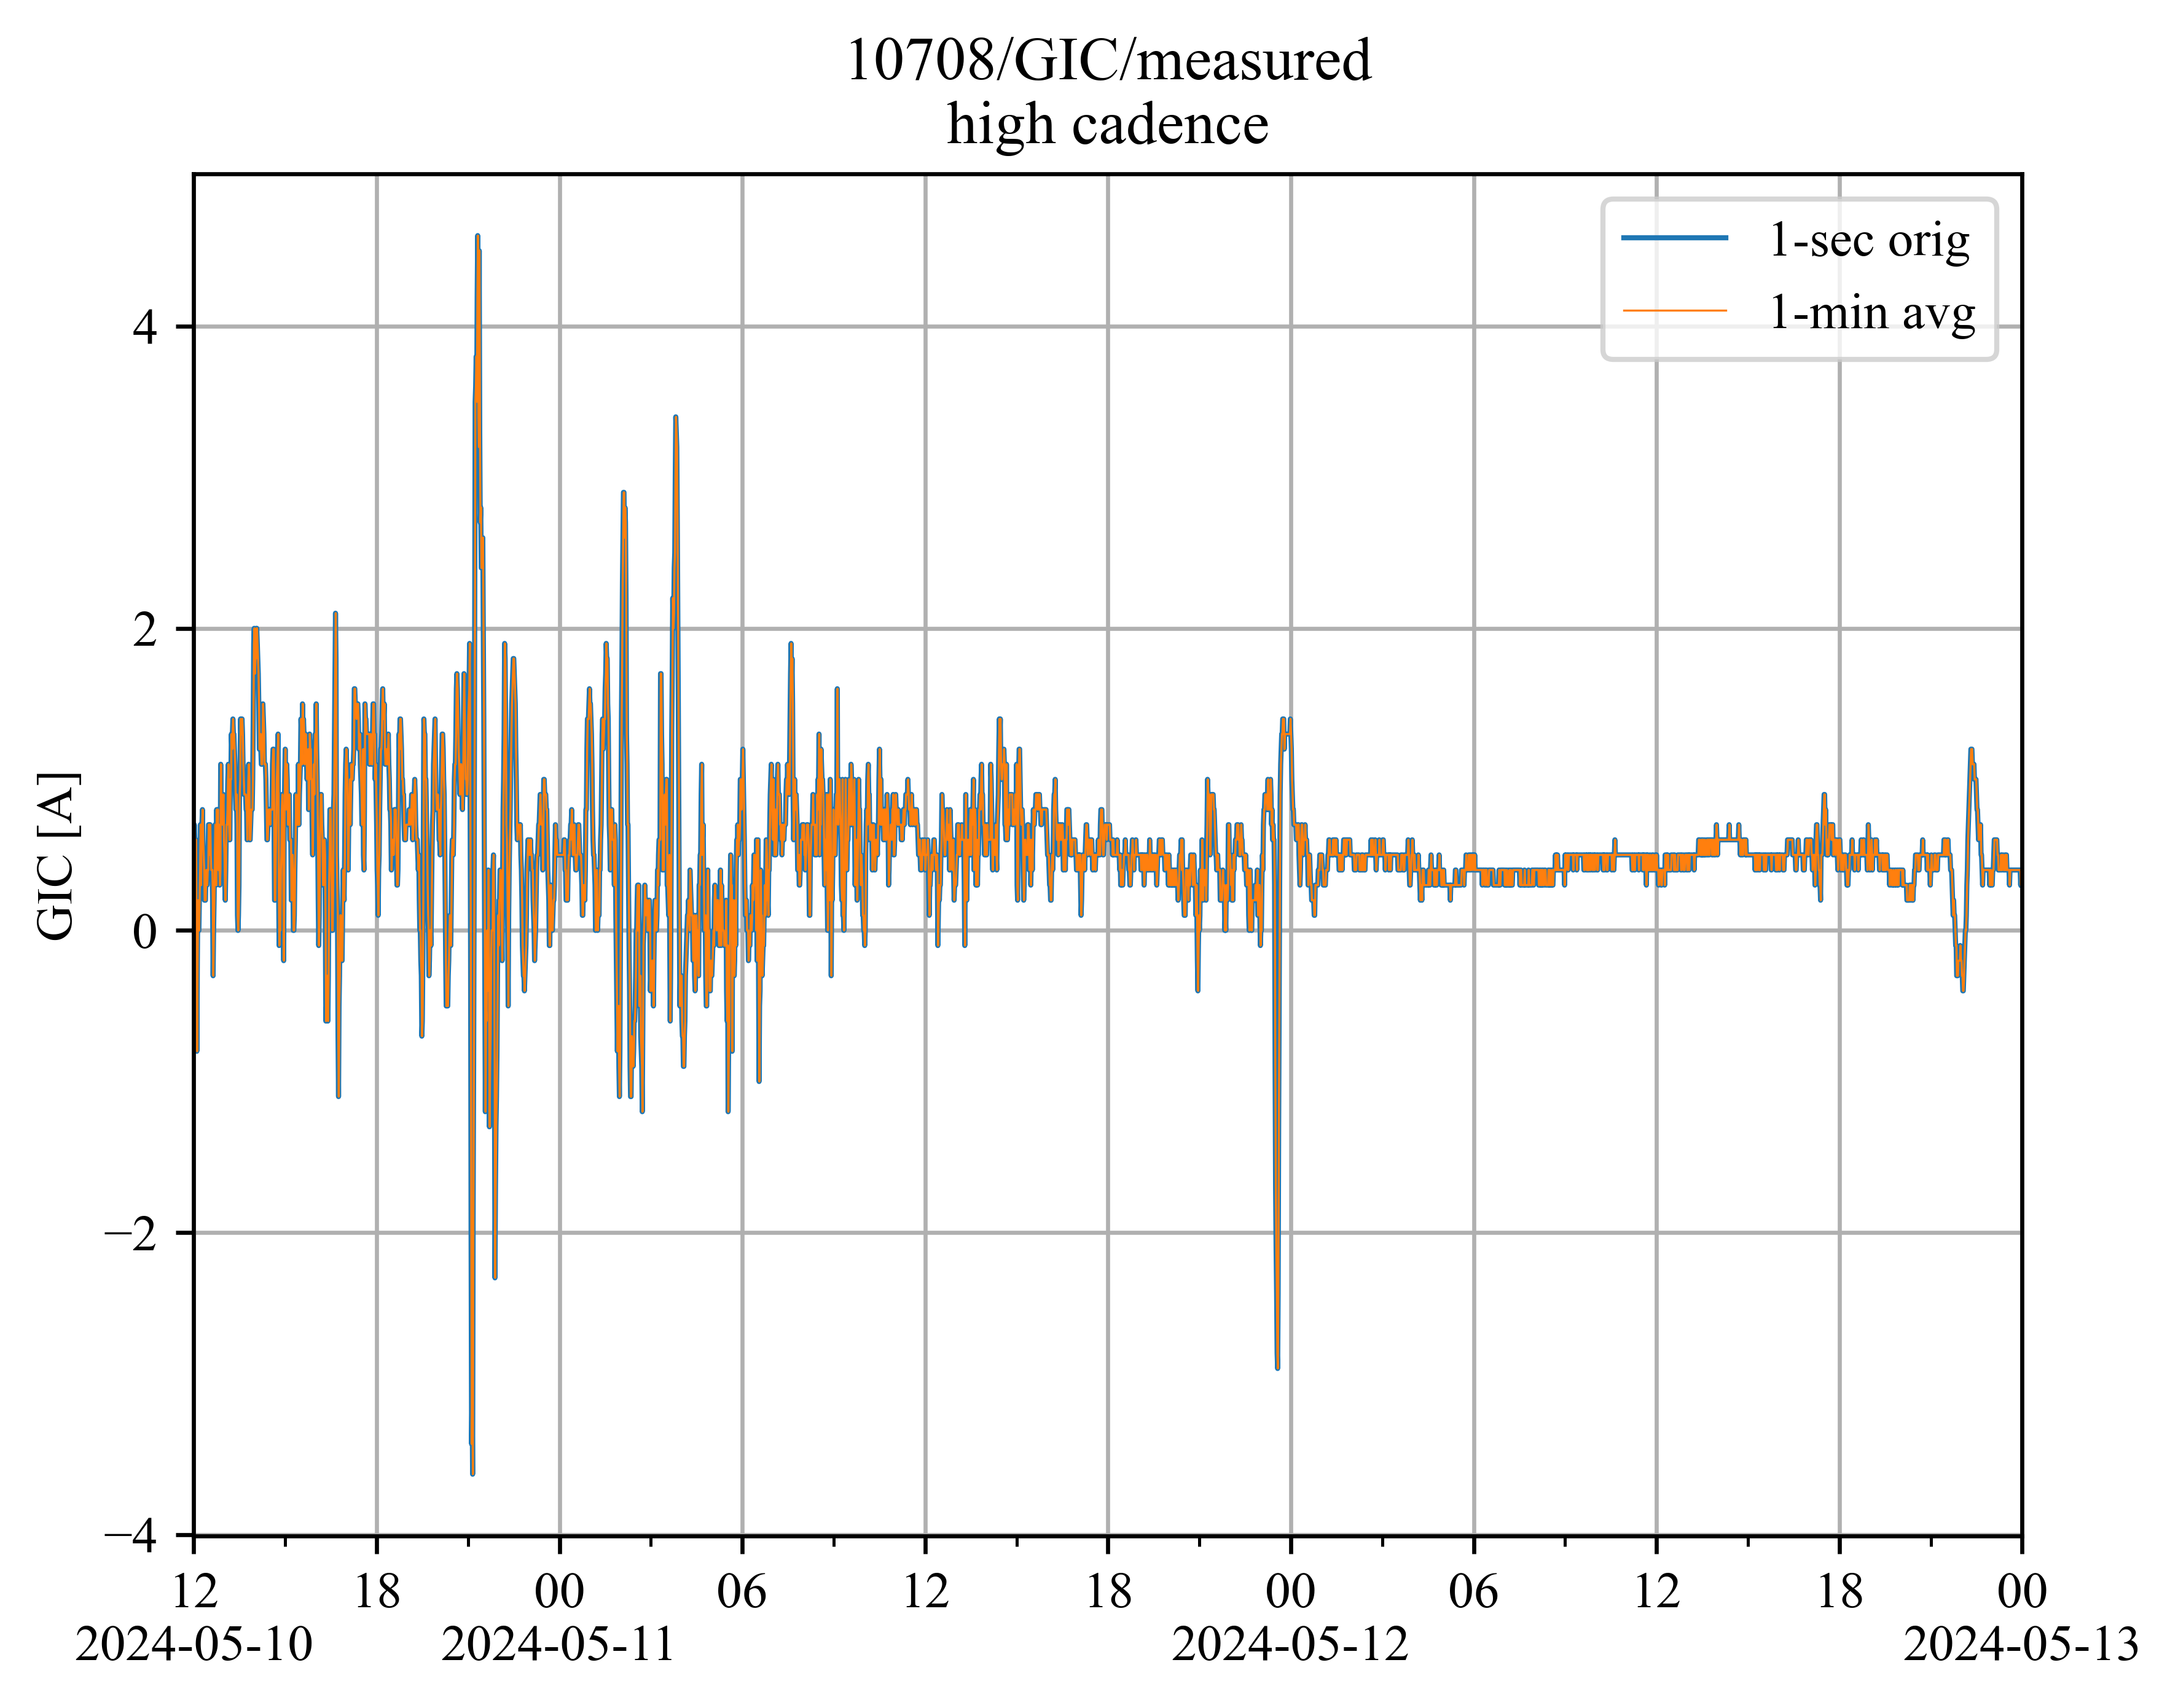 10708/GIC/measured
high cadence
1-sec orig
1-min avg
GIC [A]
4
2
0
−2
−4
12 18 00 06 12 18 00 06 12 18 00
2024-05-10 2024-05-11 2024-05-12 2024-05-13